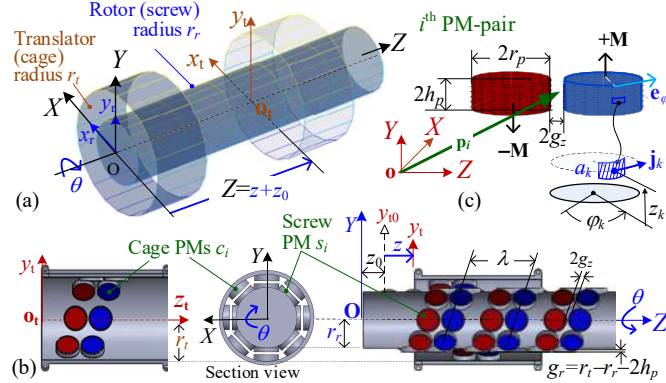 (a)
Translator (cage) radius r_t
Rotor (screw) radius r_r
Y
X
y_r
x_r
O
θ
x_t
y_t
o_t
Z
Z=z+z_0
i^th PM-pair
2r_p
2h_p
+M
−M
e_φ
2g_z
Y
X
Z
o
p_i
a_k
j_k
z_k
φ_k
(c)
(b)
y_t
Cage PMs c_i
o_t
z_t
r_t
Y
X
θ
Section view
Screw PM s_i
r_r
Y
y_t0
y_t
z_0
z
λ
2g_z
O
θ
Z
g_r=r_t−r_r−2h_p